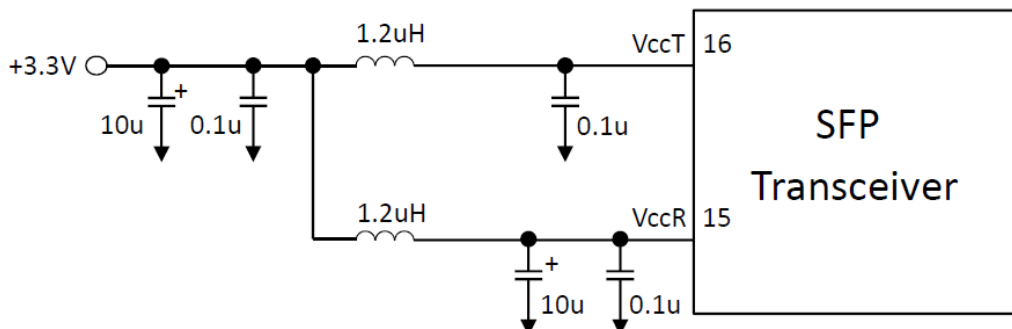 1.2uH
VccT 16
+3.3V
+
10u 0.1u
0.1u
SFP
Transceiver
1.2uH
VccR 15
+
10u 0.1u